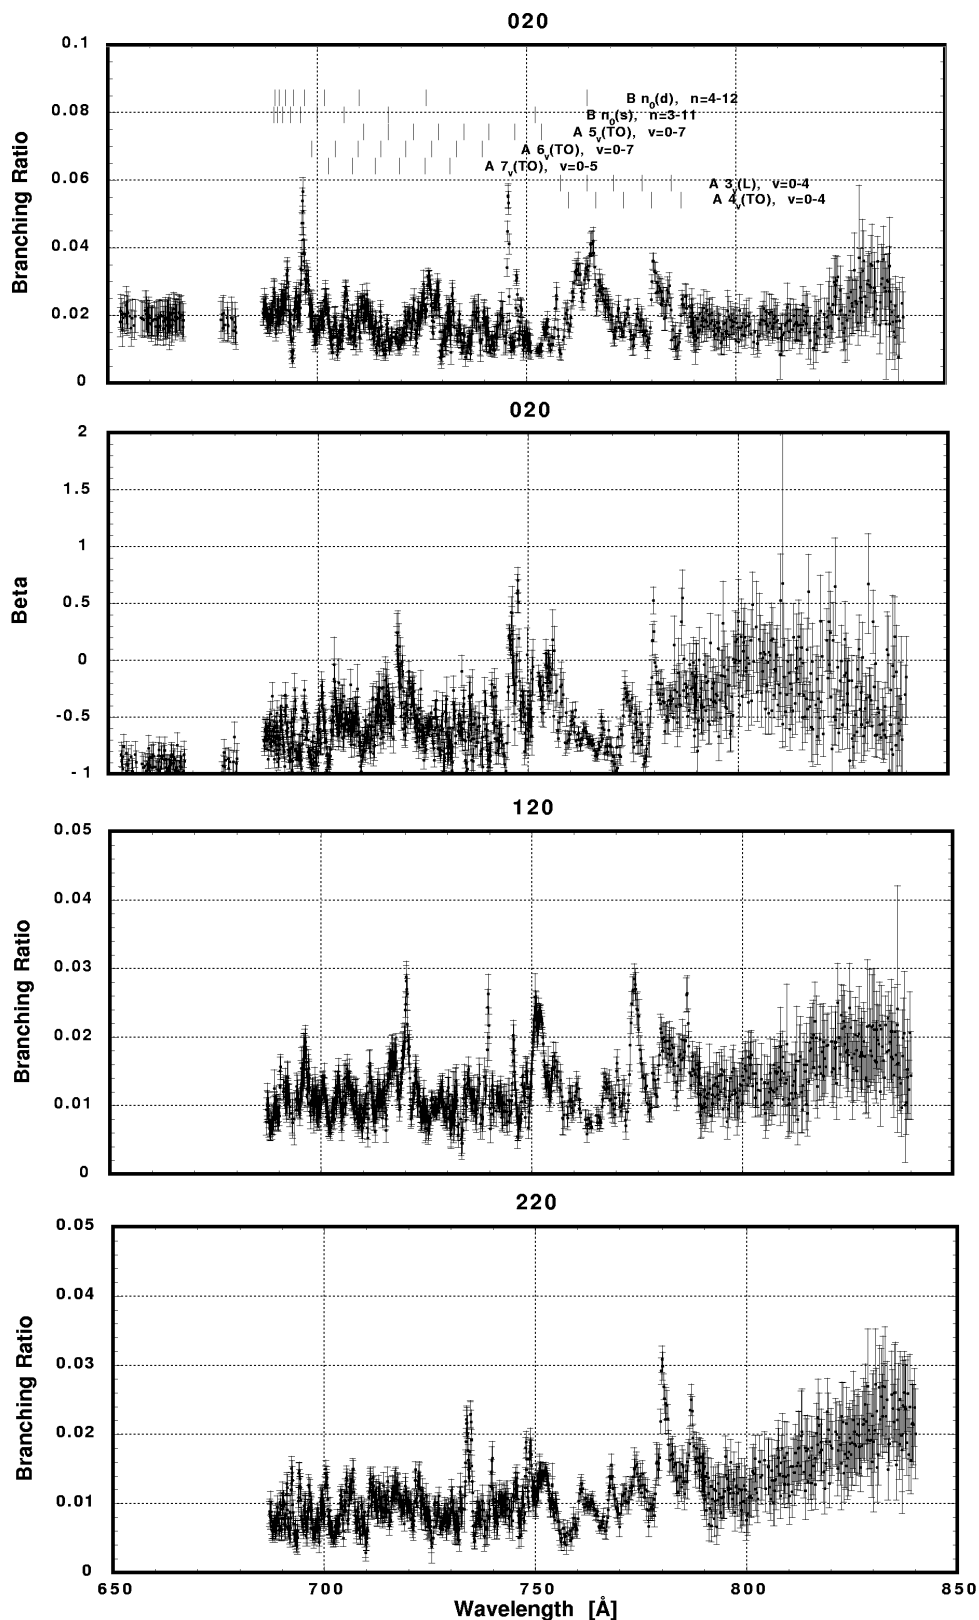 020
0.1
0.08
0.06
0.04
0.02
0
Branching Ratio
B n0(d), n=4-12
B n0(s), n=3-11
A 5v(TO), v=0-7
A 6v(TO), v=0-7
A 7v(TO), v=0-5
A 3v(L), v=0-4
A 4v(TO), v=0-4
020
2
1.5
1
0.5
0
-0.5
-1
Beta
120
0.05
0.04
0.03
0.02
0.01
0
Branching Ratio
220
0.05
0.04
0.03
0.02
0.01
0
Branching Ratio
650 700 750 800 850
Wavelength [Å]